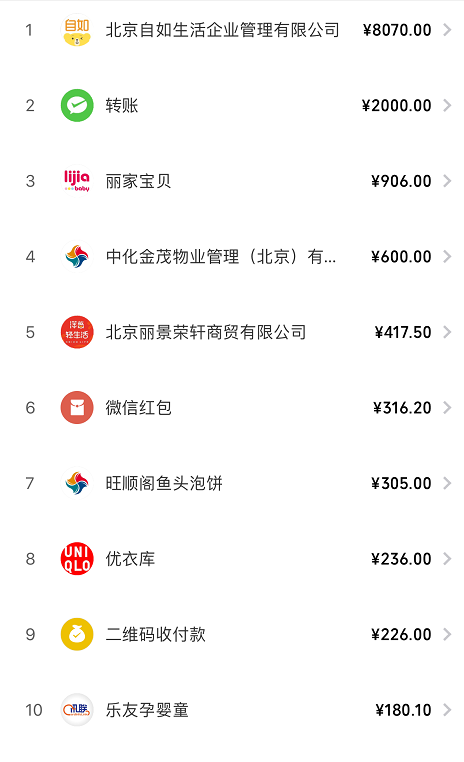 1 自如 北京自如生活企业管理有限公司 ¥8070.00
2 转账 ¥2000.00
3 lijia baby 丽家宝贝 ¥906.00
4 中化金茂物业管理（北京）有... ¥600.00
5 轻生活 北京丽景荣轩商贸有限公司 ¥417.50
6 微信红包 ¥316.20
7 旺顺阁鱼头泡饼 ¥305.00
8 UNIQLO 优衣库 ¥236.00
9 二维码收付款 ¥226.00
10 乐友孕婴童 ¥180.10